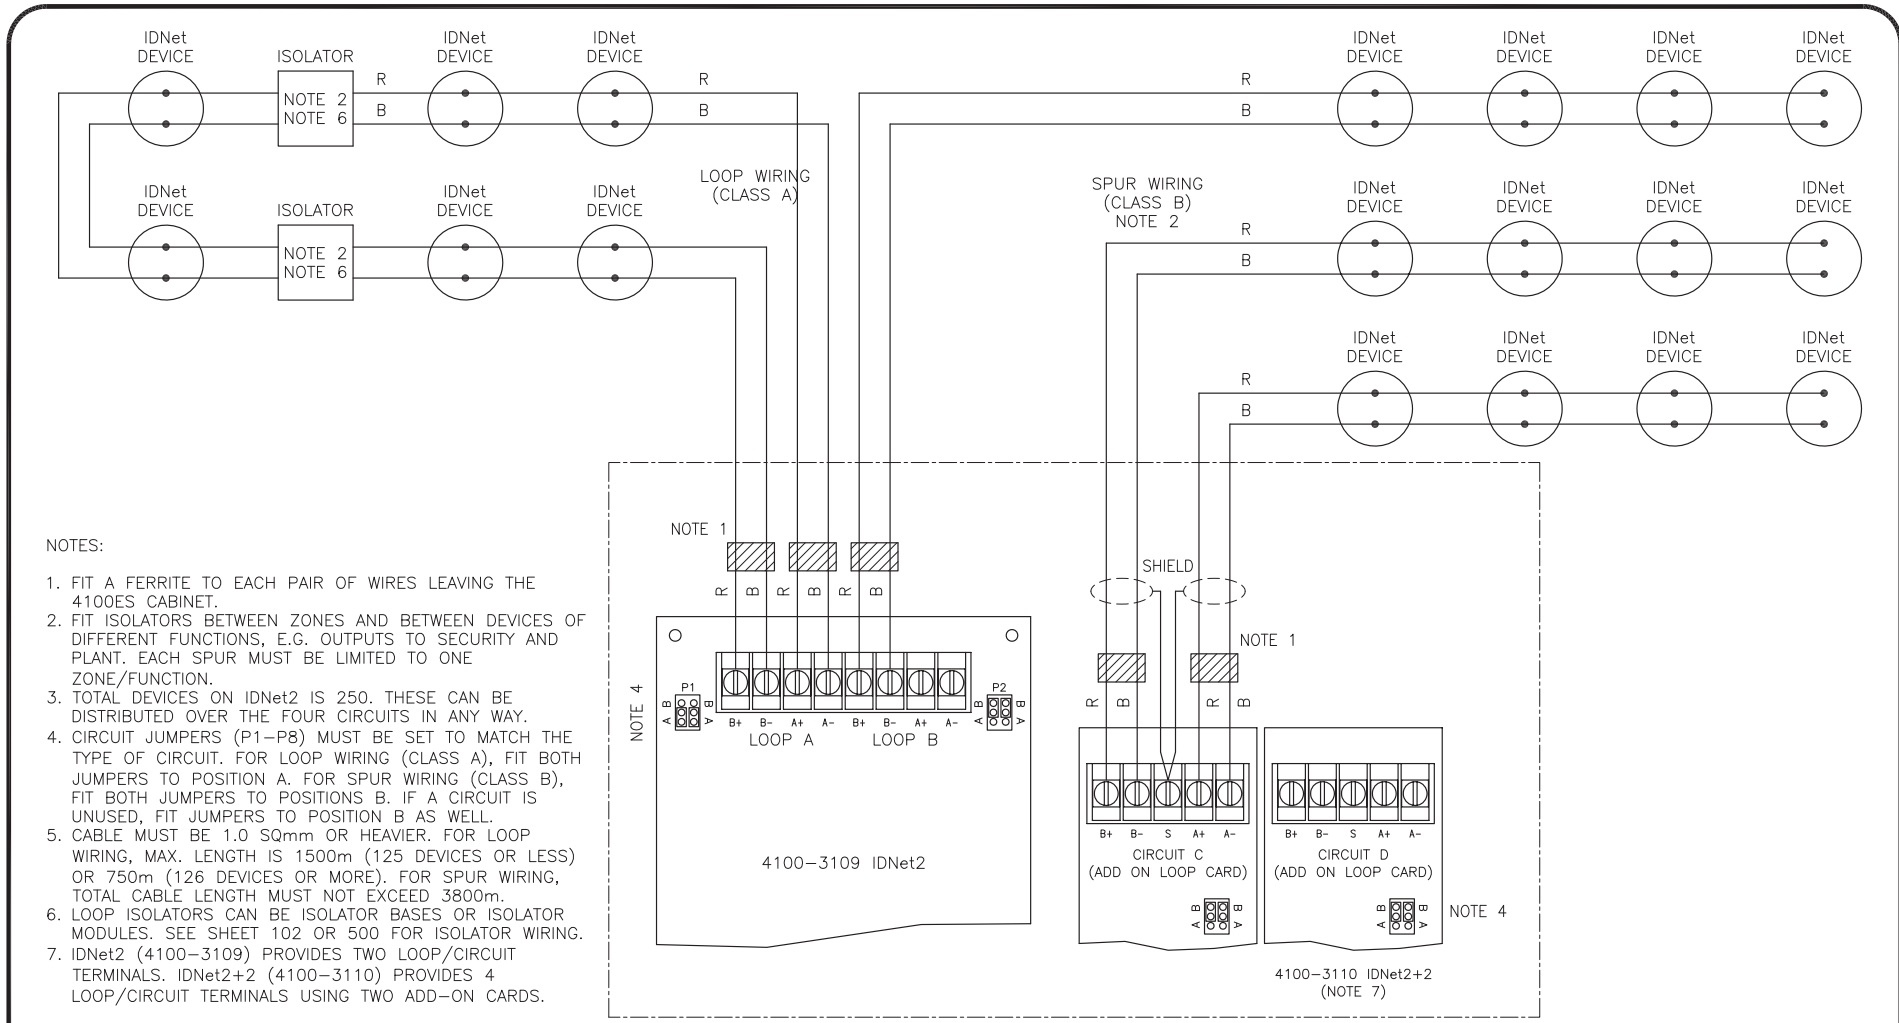 IDNet
DEVICE
ISOLATOR
IDNet
DEVICE
IDNet
DEVICE
NOTE 2
NOTE 6
R
B
R
B
IDNet
DEVICE
ISOLATOR
IDNet
DEVICE
IDNet
DEVICE
NOTE 2
NOTE 6
LOOP WIRING
(CLASS A)
IDNet
DEVICE
IDNet
DEVICE
IDNet
DEVICE
IDNet
DEVICE
R
B
SPUR WIRING
(CLASS B)
NOTE 2
IDNet
DEVICE
IDNet
DEVICE
IDNet
DEVICE
IDNet
DEVICE
R
B
IDNet
DEVICE
IDNet
DEVICE
IDNet
DEVICE
IDNet
DEVICE
R
B
NOTES:
1. FIT A FERRITE TO EACH PAIR OF WIRES LEAVING THE
4100ES CABINET.
2. FIT ISOLATORS BETWEEN ZONES AND BETWEEN DEVICES OF
DIFFERENT FUNCTIONS, E.G. OUTPUTS TO SECURITY AND
PLANT. EACH SPUR MUST BE LIMITED TO ONE
ZONE/FUNCTION.
3. TOTAL DEVICES ON IDNet2 IS 250. THESE CAN BE
DISTRIBUTED OVER THE FOUR CIRCUITS IN ANY WAY.
4. CIRCUIT JUMPERS (P1-P8) MUST BE SET TO MATCH THE
TYPE OF CIRCUIT. FOR LOOP WIRING (CLASS A), FIT BOTH
JUMPERS TO POSITION A. FOR SPUR WIRING (CLASS B),
FIT BOTH JUMPERS TO POSITIONS B. IF A CIRCUIT IS
UNUSED, FIT JUMPERS TO POSITION B AS WELL.
5. CABLE MUST BE 1.0 SQmm OR HEAVIER. FOR LOOP
WIRING, MAX. LENGTH IS 1500m (125 DEVICES OR LESS)
OR 750m (126 DEVICES OR MORE). FOR SPUR WIRING,
TOTAL CABLE LENGTH MUST NOT EXCEED 3800m.
6. LOOP ISOLATORS CAN BE ISOLATOR BASES OR ISOLATOR
MODULES. SEE SHEET 102 OR 500 FOR ISOLATOR WIRING.
7. IDNet2 (4100-3109) PROVIDES TWO LOOP/CIRCUIT
TERMINALS. IDNet2+2 (4100-3110) PROVIDES 4
LOOP/CIRCUIT TERMINALS USING TWO ADD-ON CARDS.
NOTE 1
R B R B R B
NOTE 4
P1
B B
A A
B+ B- A+ A- B+ B- A+ A-
LOOP A
LOOP B
P2
B B
A A
4100-3109 IDNet2
SHIELD
NOTE 1
R B R B
B+ B- S A+ A-
CIRCUIT C
(ADD ON LOOP CARD)
B B
A A
B+ B- S A+ A-
CIRCUIT D
(ADD ON LOOP CARD)
B B
A A
NOTE 4
4100-3110 IDNet2+2
(NOTE 7)